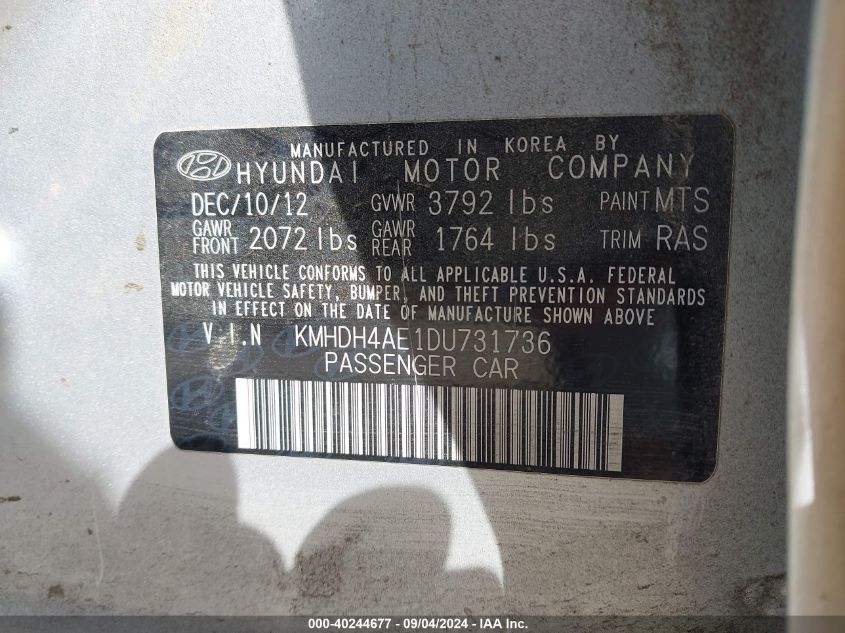 MANUFACTURED IN KOREA BY
HYUNDAI MOTOR COMPANY
DEC/10/12 GVWR 3792 lbs PAINT MTS
GAWR FRONT 2072 lbs GAWR REAR 1764 lbs TRIM RAS
THIS VEHICLE CONFORMS TO ALL APPLICABLE U.S.A. FEDERAL
MOTOR VEHICLE SAFETY, BUMPER, AND THEFT PREVENTION STANDARDS
IN EFFECT ON THE DATE OF MANUFACTURE SHOWN ABOVE
V.I.N KMHDH4AE1DU731736
PASSENGER CAR
000-40244677 - 09/04/2024 - IAA Inc.